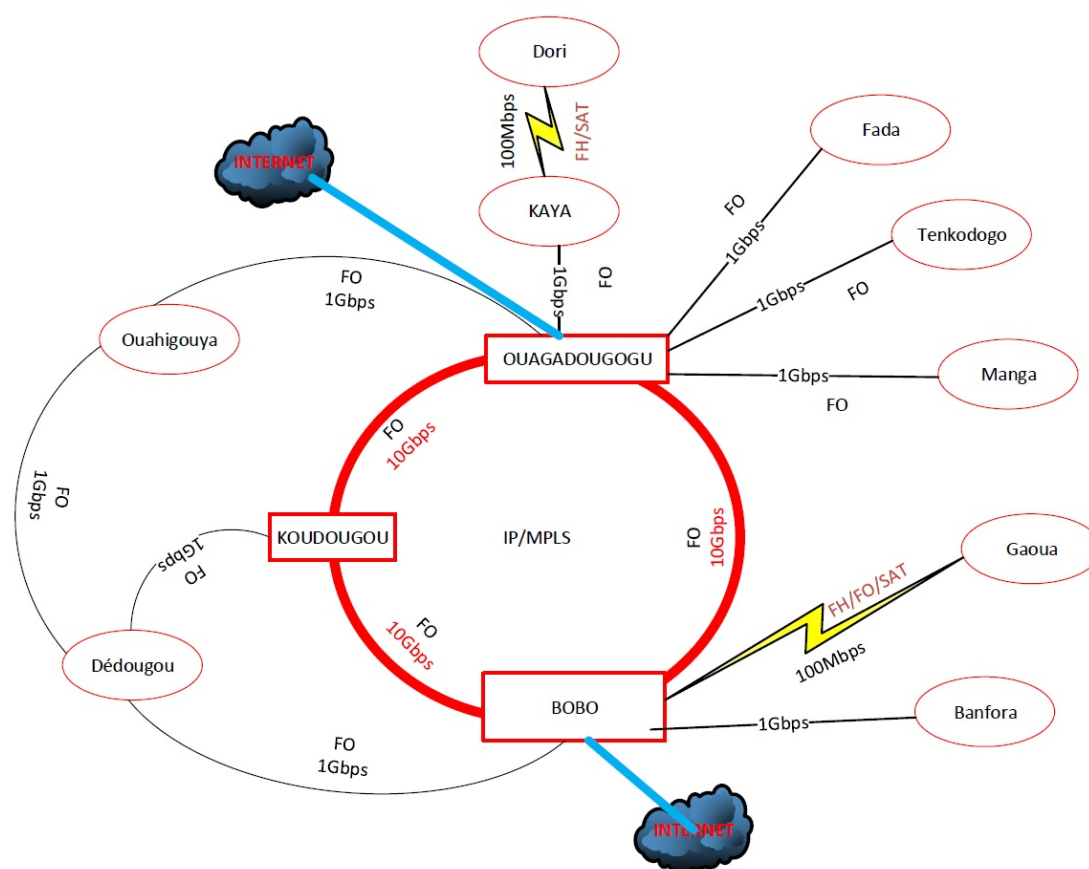 Dori
100Mbps
FH/SAT
INTERNET
KAYA
Fada
FO
1Gbps
Tenkodogo
1Gbps
FO
1Gbps
FO
FO
1Gbps
Ouahigouya
OUAGADOUGOGU
1Gbps
FO
Manga
FO
10Gbps
FO
1Gbps
KOUDOUGOU
IP/MPLS
FO
10Gbps
1Gbps
FO
Gaoua
FH/FO/SAT
100Mbps
FO
10Gbps
Dédougou
BOBO
1Gbps
Banfora
FO
1Gbps
INTERNET